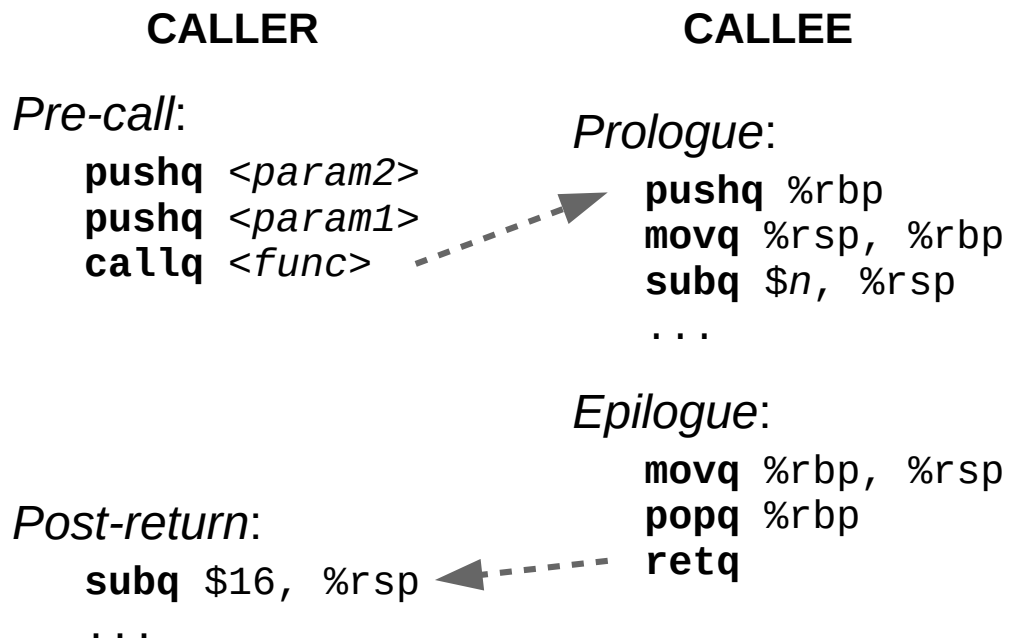 CALLER
Pre-call:
pushq <param2>
pushq <param1>
callq <func>
Post-return:
subq $16, %rsp
...
CALLEE
Prologue:
pushq %rbp
movq %rsp, %rbp
subq $n, %rsp
...
Epilogue:
movq %rbp, %rsp
popq %rbp
retq